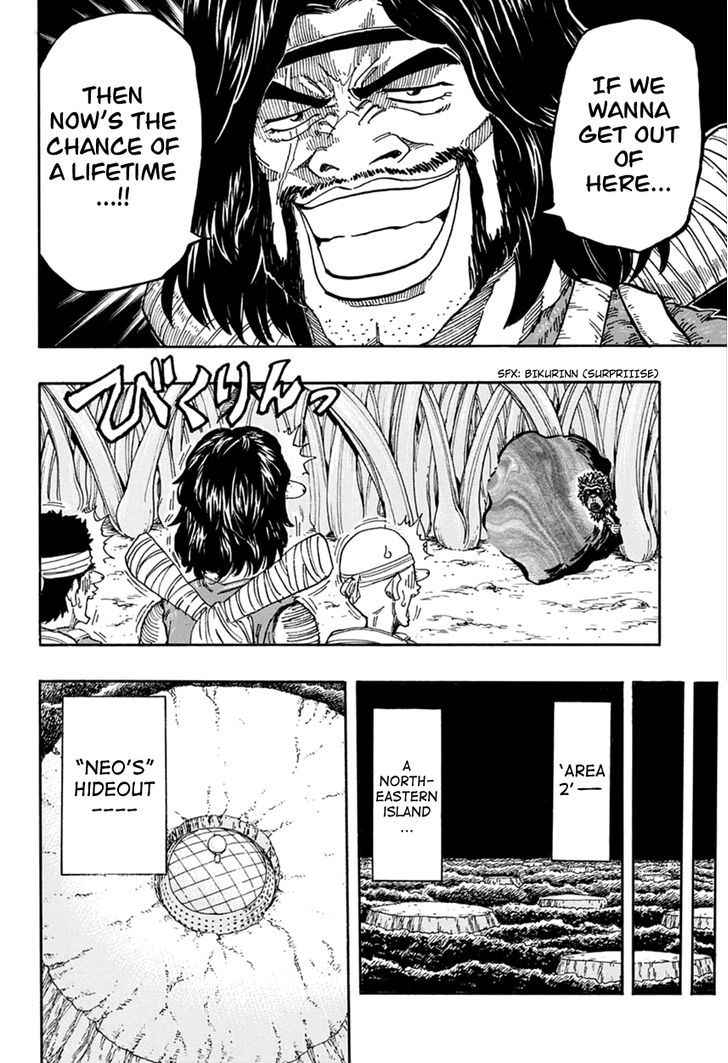 IF WE
WANNA
GET OUT
OF
HERE...
THEN
NOW'S THE
CHANCE OF
A LIFETIME
...!!
SFX: BIKURINN (SURPRIIISE)
てびくりんっ
'AREA
2'——
A
NORTH-
EASTERN
ISLAND
...
"NEO'S"
HIDEOUT
----